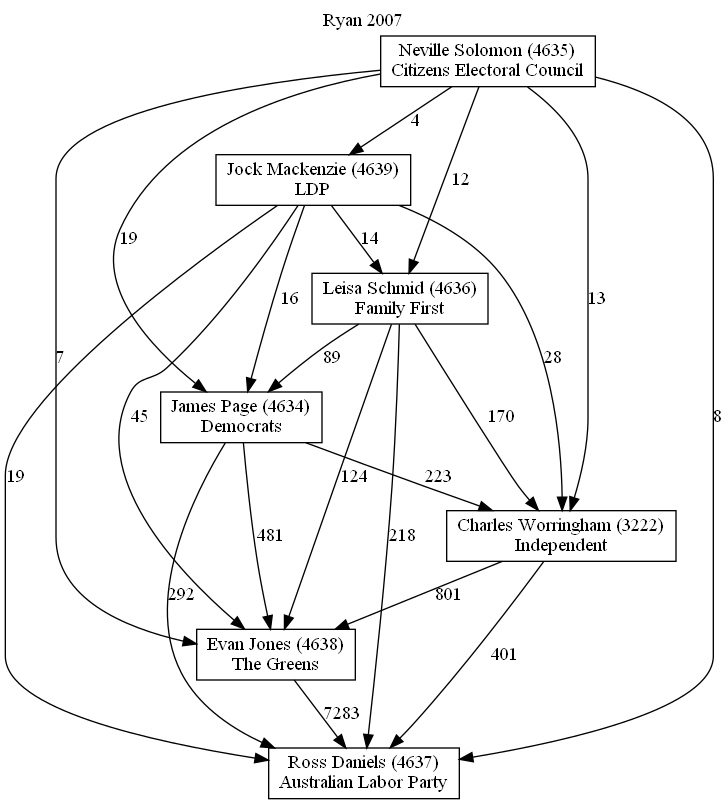 Ryan 2007
Neville Solomon (4635)
Citizens Electoral Council
4
12
Jock Mackenzie (4639)
LDP
19
14
16
13
Leisa Schmid (4636)
Family First
7
89
28
James Page (4634)
Democrats
45
170
8
19
124
223
Charles Worringham (3222)
Independent
481
218
292
801
401
Evan Jones (4638)
The Greens
7283
Ross Daniels (4637)
Australian Labor Party